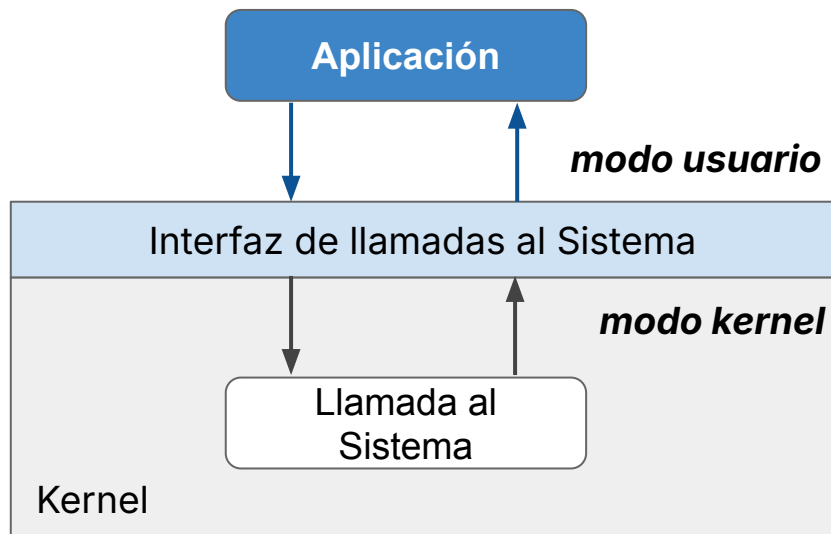 Aplicación
modo usuario
Interfaz de llamadas al Sistema
modo kernel
Llamada al
Sistema
Kernel